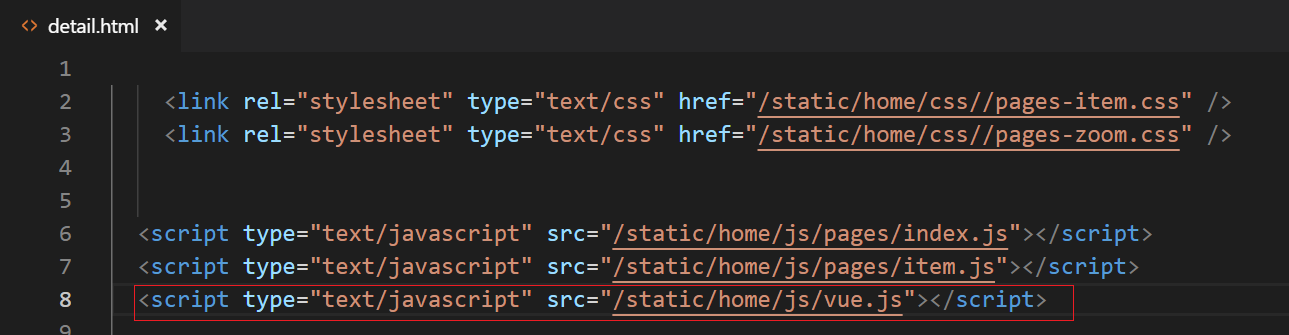 <> detail.html ×
1
2 <link rel="stylesheet" type="text/css" href="/static/home/css//pages-item.css" />
3 <link rel="stylesheet" type="text/css" href="/static/home/css//pages-zoom.css" />
4
5
6 <script type="text/javascript" src="/static/home/js/pages/index.js"></script>
7 <script type="text/javascript" src="/static/home/js/pages/item.js"></script>
8 <script type="text/javascript" src="/static/home/js/vue.js"></script>
9